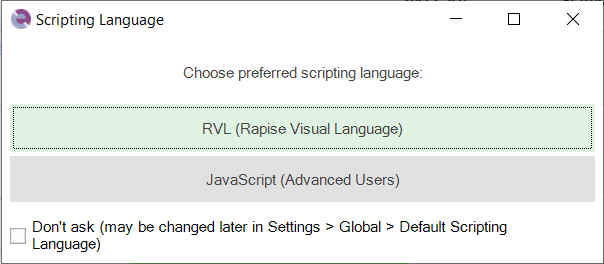 Scripting Language
Choose preferred scripting language:
RVL (Rapise Visual Language)
JavaScript (Advanced Users)
Don't ask (may be changed later in Settings > Global > Default Scripting
Language)